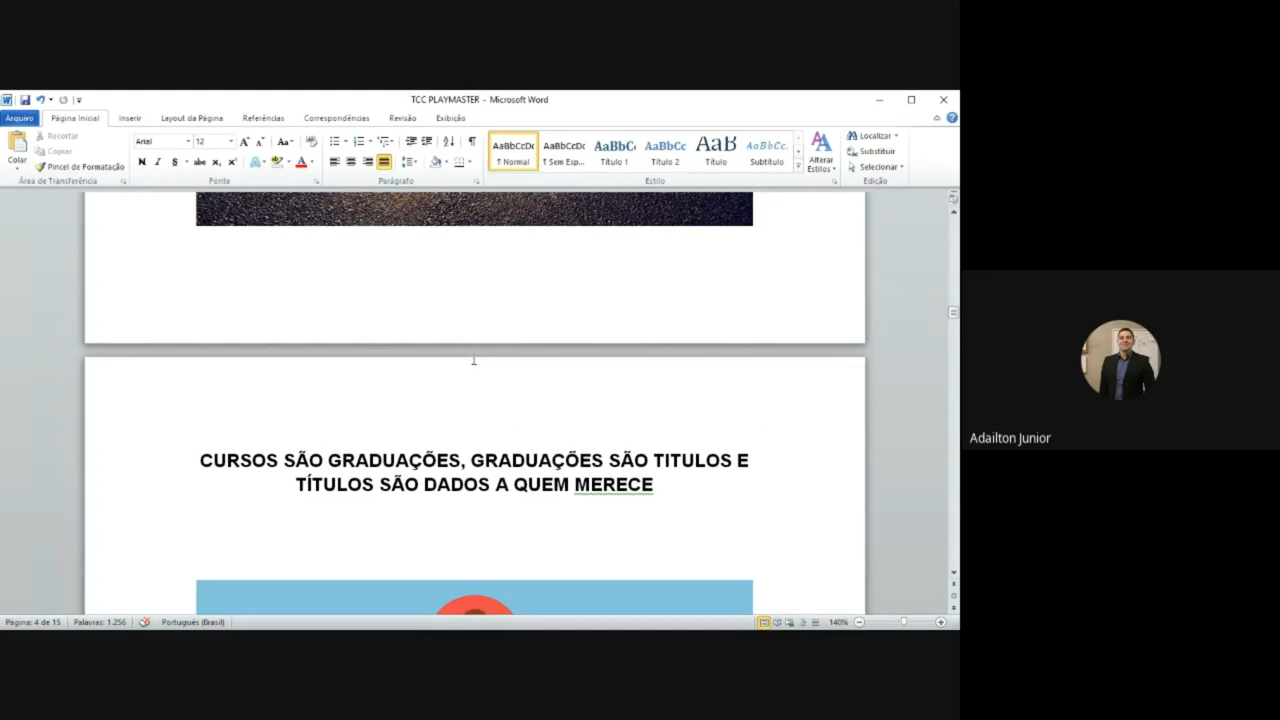 TCC PLAYMASTER - Microsoft Word
Arquivo Página Inicial Inserir Layout da Página Referências Correspondências Revisão Exibição
Colar
Recortar
Copiar
Pincel de Formatação
Área de Transferência
Arial 12
Fonte
Parágrafo
AaBbCcDc AaBbCcDc AaBbC AaBbCc AaB AaBbCc.
¶ Normal ¶ Sem Esp... Título 1 Título 2 Título Subtítulo
Alterar
Estilos
Estilo
Localizar
Substituir
Selecionar
Edição
CURSOS SÃO GRADUAÇÕES, GRADUAÇÕES SÃO TITULOS E
TÍTULOS SÃO DADOS A QUEM MERECE
Página: 4 de 15 Palavras: 1.256 Português (Brasil) 140%
Adailton Junior